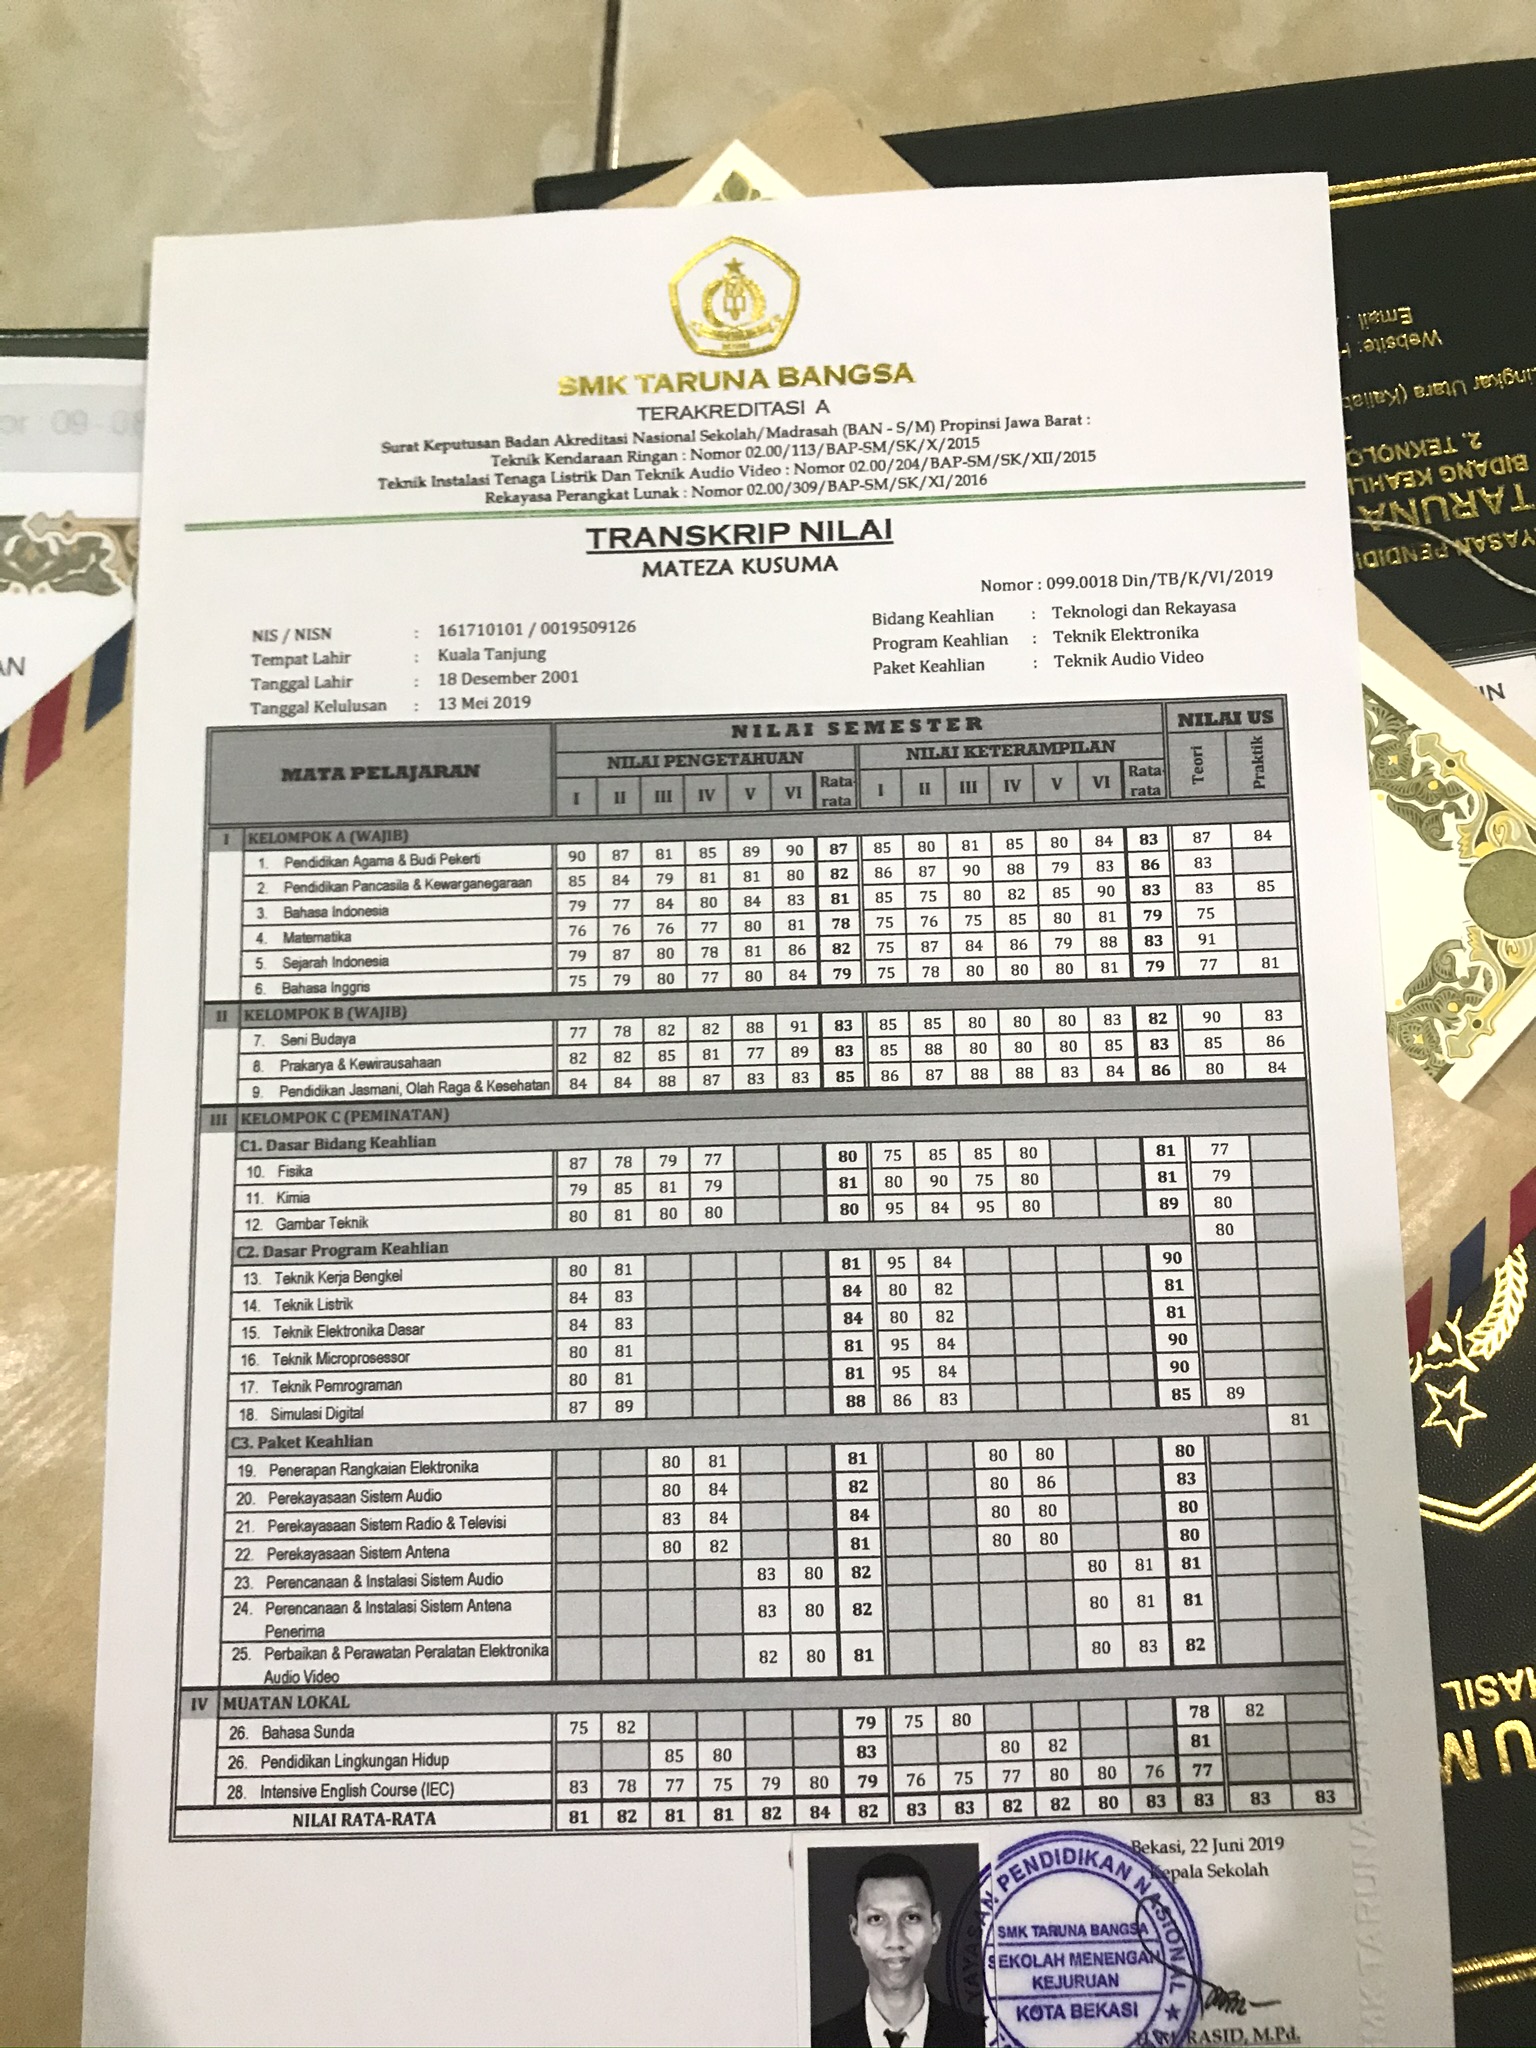 SMK TARUNA BANGSA
TERAKREDITASI A
Surat Keputusan Badan Akreditasi Nasional Sekolah/Madrasah (BAN - S/M) Propinsi Jawa Barat :
Teknik Kendaraan Ringan : Nomor 02.00/113/BAP-SM/SK/X/2015
Teknik Instalasi Tenaga Listrik Dan Teknik Audio Video : Nomor 02.00/204/BAP-SM/SK/XII/2015
Rekayasa Perangkat Lunak : Nomor 02.00/309/BAP-SM/SK/XI/2016
TRANSKRIP NILAI
MATEZA KUSUMA
Nomor : 099.0018 Din/TB/K/VI/2019
NIS / NISN : 161710101 / 0019509126
Tempat Lahir : Kuala Tanjung
Tanggal Lahir : 18 Desember 2001
Tanggal Kelulusan : 13 Mei 2019
Bidang Keahlian : Teknologi dan Rekayasa
Program Keahlian : Teknik Elektronika
Paket Keahlian : Teknik Audio Video
MATA PELAJARAN NILAI SEMESTER NILAI US
NILAI PENGETAHUAN NILAI KETERAMPILAN Teori Praktik
I II III IV V VI Rata-rata I II III IV V VI Rata-rata
I KELOMPOK A (WAJIB)
1. Pendidikan Agama & Budi Pekerti 90 87 81 85 89 90 87 85 80 81 85 80 84 83 87 84
2. Pendidikan Pancasila & Kewarganegaraan 85 84 79 81 81 80 82 86 87 90 88 79 83 86 83
3. Bahasa Indonesia 79 77 84 80 84 83 81 85 75 80 82 85 90 83 83 85
4. Matematika 76 76 76 77 80 81 78 75 76 75 85 80 81 79 75
5. Sejarah Indonesia 79 87 80 78 81 86 82 75 87 84 86 79 88 83 91
6. Bahasa Inggris 75 79 80 77 80 84 79 75 78 80 80 80 81 79 77 81
II KELOMPOK B (WAJIB)
7. Seni Budaya 77 78 82 82 88 91 83 85 85 80 80 80 83 82 90 83
8. Prakarya & Kewirausahaan 82 82 85 81 77 89 83 85 88 80 80 80 85 83 85 86
9. Pendidikan Jasmani, Olah Raga & Kesehatan 84 84 88 87 83 83 85 86 87 88 88 83 84 86 80 84
III KELOMPOK C (PEMINATAN)
C1. Dasar Bidang Keahlian
10. Fisika 87 78 79 77 80 75 85 85 80 81 77
11. Kimia 79 85 81 79 81 80 90 75 80 81 79
12. Gambar Teknik 80 81 80 80 80 95 84 95 80 89 80
C2. Dasar Program Keahlian 80
13. Teknik Kerja Bengkel 80 81 81 95 84 90
14. Teknik Listrik 84 83 84 80 82 81
15. Teknik Elektronika Dasar 84 83 84 80 82 81
16. Teknik Microprosessor 80 81 81 95 84 90
17. Teknik Pemrograman 80 81 81 95 84 90
18. Simulasi Digital 87 89 88 86 83 85 89
C3. Paket Keahlian 81
19. Penerapan Rangkaian Elektronika 80 81 81 80 80 80
20. Perekayasaan Sistem Audio 80 84 82 80 86 83
21. Perekayasaan Sistem Radio & Televisi 83 84 84 80 80 80
22. Perekayasaan Sistem Antena 80 82 81 80 80 80
23. Perencanaan & Instalasi Sistem Audio 83 80 82 80 81 81
24. Perencanaan & Instalasi Sistem Antena Penerima 83 80 82 80 81 81
25. Perbaikan & Perawatan Peralatan Elektronika Audio Video 82 80 81 80 83 82
IV MUATAN LOKAL
26. Bahasa Sunda 75 82 79 75 80 78 82
26. Pendidikan Lingkungan Hidup 85 80 83 80 82 81
28. Intensive English Course (IEC) 83 78 77 75 79 80 79 76 75 77 80 80 76 77
NILAI RATA-RATA 81 82 81 81 82 84 82 83 83 82 82 80 83 83 83 83
Bekasi, 22 Juni 2019
Kepala Sekolah
YAYASAN PENDIDIKAN NASIONAL
SMK TARUNA BANGSA
SEKOLAH MENENGAH
KEJURUAN
KOTA BEKASI
RASID, M.Pd.
Email :
Website:
Lingkar Utara (Kaliab
2. TEKNOLO
BIDANG KEAHLI
TARUNA
YAYASAN PENDIDI
HASIL
UM